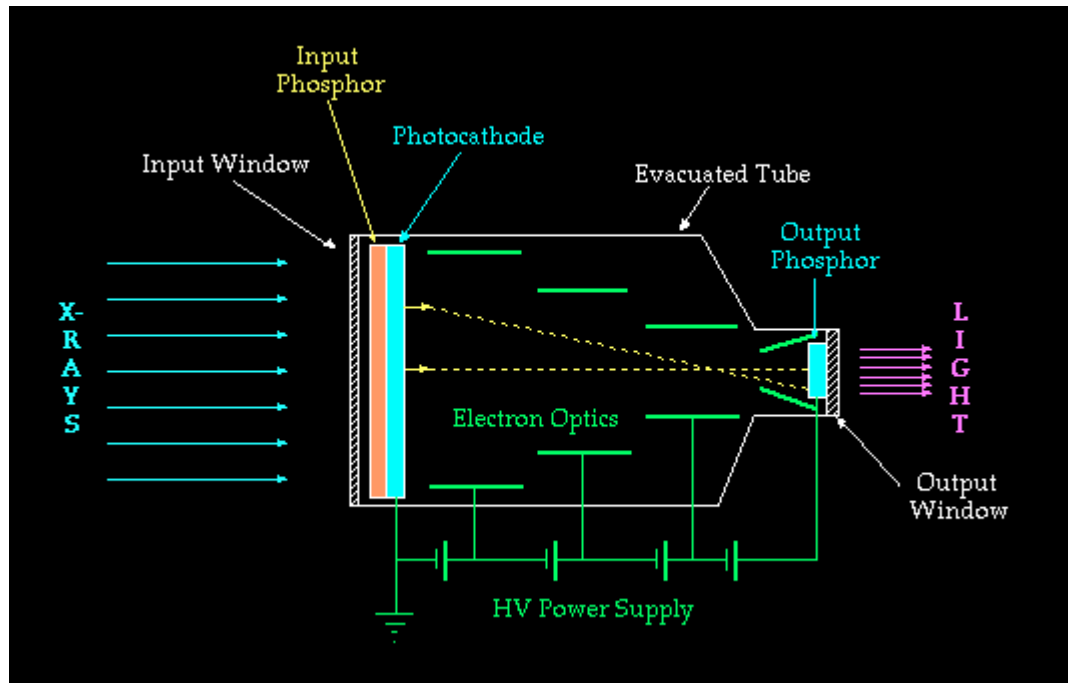 Input
Phosphor
Photocathode
Input Window
Evacuated Tube
Output
Phosphor
X-
R
A
Y
S
L
I
G
H
T
Electron Optics
Output
Window
HV Power Supply